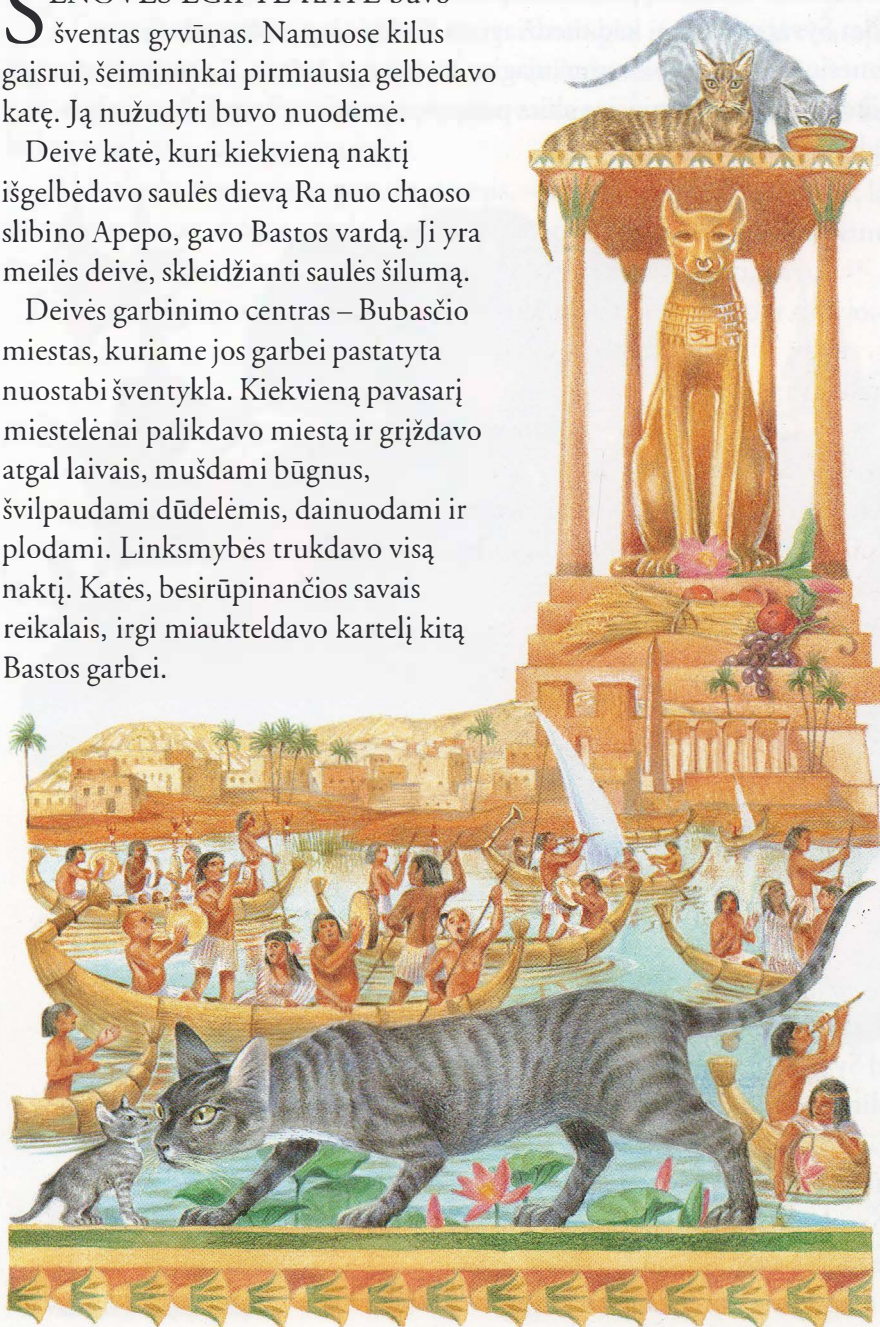 SENOVĖS EGIPTE KATĖ buvo
šventas gyvūnas. Namuose kilus
gaisrui, šeimininkai pirmiausia gelbėdavo
katę. Ją nužudyti buvo nuodėmė.
Deivė katė, kuri kiekvieną naktį
išgelbėdavo saulės dievą Ra nuo chaoso
slibino Apepo, gavo Bastos vardą. Ji yra
meilės deivė, skleidžianti saulės šilumą.
Deivės garbinimo centras – Bubasčio
miestas, kuriame jos garbei pastatyta
nuostabi šventykla. Kiekvieną pavasarį
miestelėnai palikdavo miestą ir grįždavo
atgal laivais, mušdami būgnus,
švilpaudami dūdelėmis, dainuodami ir
plodami. Linksmybės trukdavo visą
naktį. Katės, besirūpinančios savais
reikalais, irgi miaukteldavo kartelį kitą
Bastos garbei.